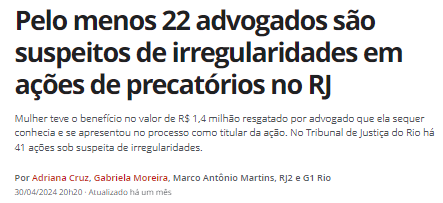 Pelo menos 22 advogados são
suspeitos de irregularidades em
ações de precatórios no RJ
Mulher teve o benefício no valor de R$ 1,4 milhão resgatado por advogado que ela sequer
conhecia e se apresentou no processo como titular da ação. No Tribunal de Justiça do Rio há
41 ações sob suspeita de irregularidades.
Por Adriana Cruz, Gabriela Moreira, Marco Antônio Martins, RJ2 e G1 Rio
30/04/2024 20h20 · Atualizado há um mês